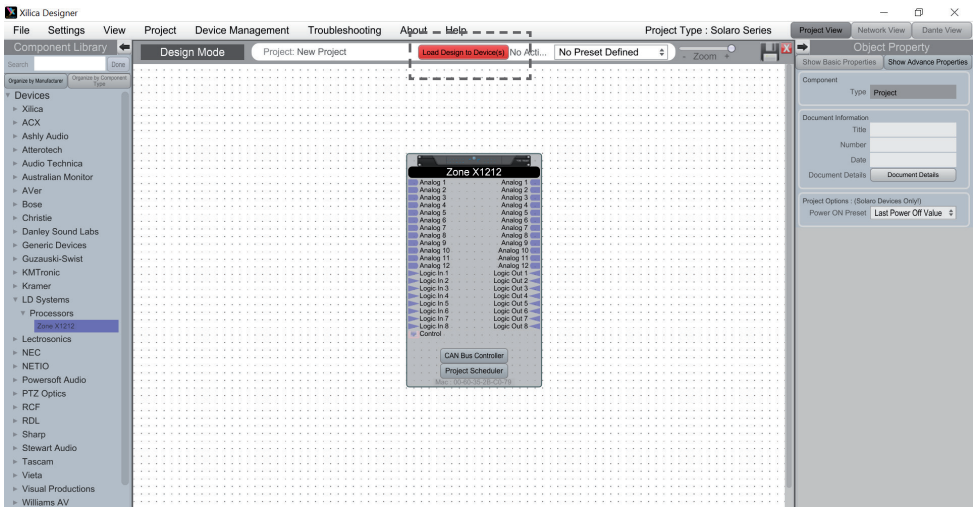 Xilica Designer
File Settings View Project Device Management Troubleshooting About Help Project Type : Solaro Series
Project View Network View Dante View
Component Library
Search Done
Organize by Manufacturer Organize by Component Type
Devices
Xilica
ACX
Ashly Audio
Atterotech
Audio Technica
Australian Monitor
AVer
Bose
Christie
Danley Sound Labs
Generic Devices
Guzauski-Swist
KMTronic
Kramer
LD Systems
Processors
Zone X1212
Lectrosonics
NEC
NETIO
Powersoft Audio
PTZ Optics
RCF
RDL
Sharp
Stewart Audio
Tascam
Vieta
Visual Productions
Williams AV
Design Mode Project: New Project Load Design to Device(s) No Acti... No Preset Defined - Zoom +
Zone X1212
Analog 1 Analog 1
Analog 2 Analog 2
Analog 3 Analog 3
Analog 4 Analog 4
Analog 5 Analog 5
Analog 6 Analog 6
Analog 7 Analog 7
Analog 8 Analog 8
Analog 9 Analog 9
Analog 10 Analog 10
Analog 11 Analog 11
Analog 12 Analog 12
Logic In 1 Logic Out 1
Logic In 2 Logic Out 2
Logic In 3 Logic Out 3
Logic In 4 Logic Out 4
Logic In 5 Logic Out 5
Logic In 6 Logic Out 6
Logic In 7 Logic Out 7
Logic In 8 Logic Out 8
Control
CAN Bus Controller
Project Scheduler
Mac : 00-60-35-2B-C0-79
Object Property
Show Basic Properties Show Advance Properties
Component
Type Project
Document Information
Title
Number
Date
Document Details Document Details
Project Options : (Solaro Devices Only!)
Power ON Preset Last Power Off Value